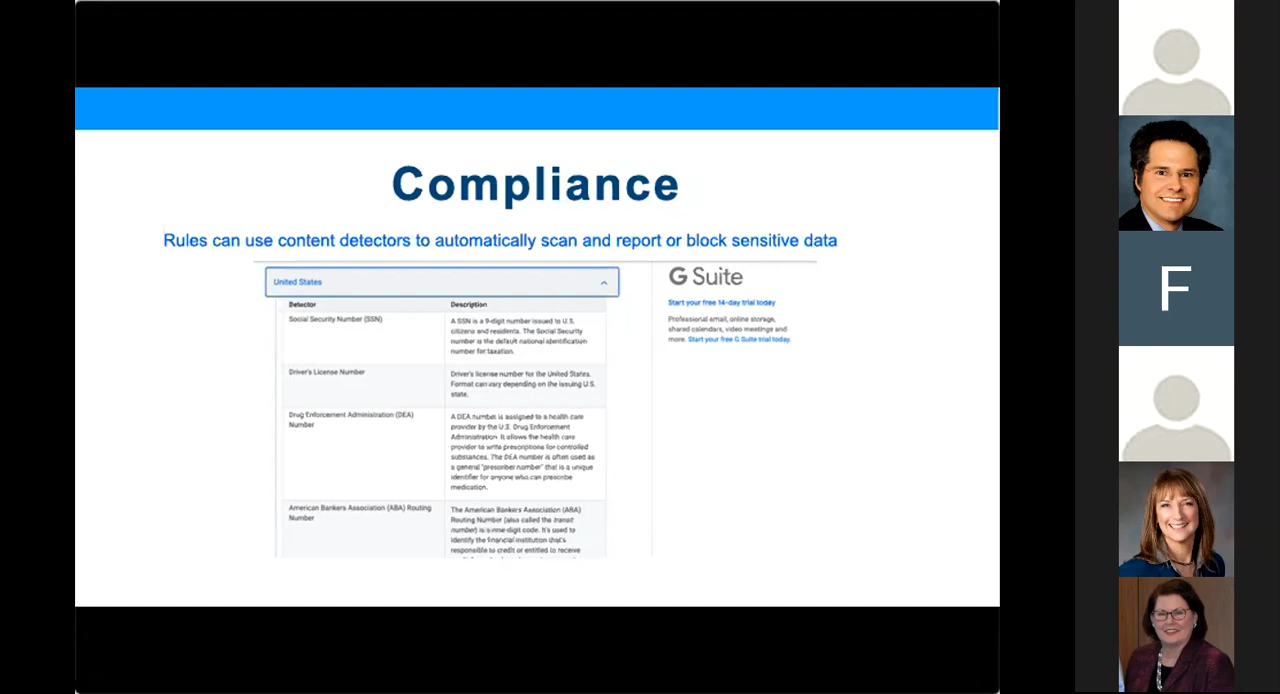 Compliance
Rules can use content detectors to automatically scan and report or block sensitive data
United States
Detector
Description
Social Security Number (SSN)
A SSN is a 9-digit number issued to U.S.
citizens and residents. The Social Security
number is the default national identification
number for taxation.
Driver's License Number
Driver's license number for the United States.
Format can vary depending on the issuing U.S.
state.
Drug Enforcement Administration (DEA)
Number
A DEA number is assigned to a health care
provider by the U.S. Drug Enforcement
Administration. It allows the health care
provider to write prescriptions for controlled
substances. The DEA number is often used as
a general "prescriber number" that is a unique
identifier for anyone who can prescribe
medication.
American Bankers Association (ABA) Routing
Number
The American Bankers Association (ABA)
Routing Number (also called the transit
number) is a nine-digit code. It's used to
identify the financial institution that's
responsible to credit or entitled to receive
G Suite
Start your free 14-day trial today
Professional email, online storage,
shared calendars, video meetings and
more. Start your free G Suite trial today.
F